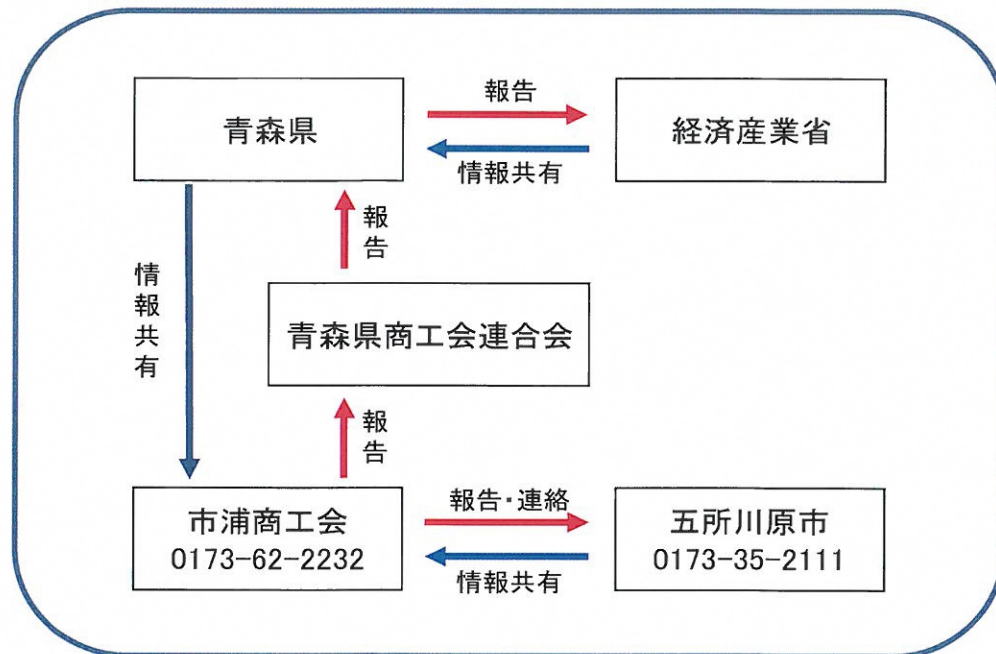 青森県
報告
経済産業省
情報共有
報告
情報共有
青森県商工会連合会
報告
市浦商工会
0173-62-2232
報告・連絡
五所川原市
0173-35-2111
情報共有